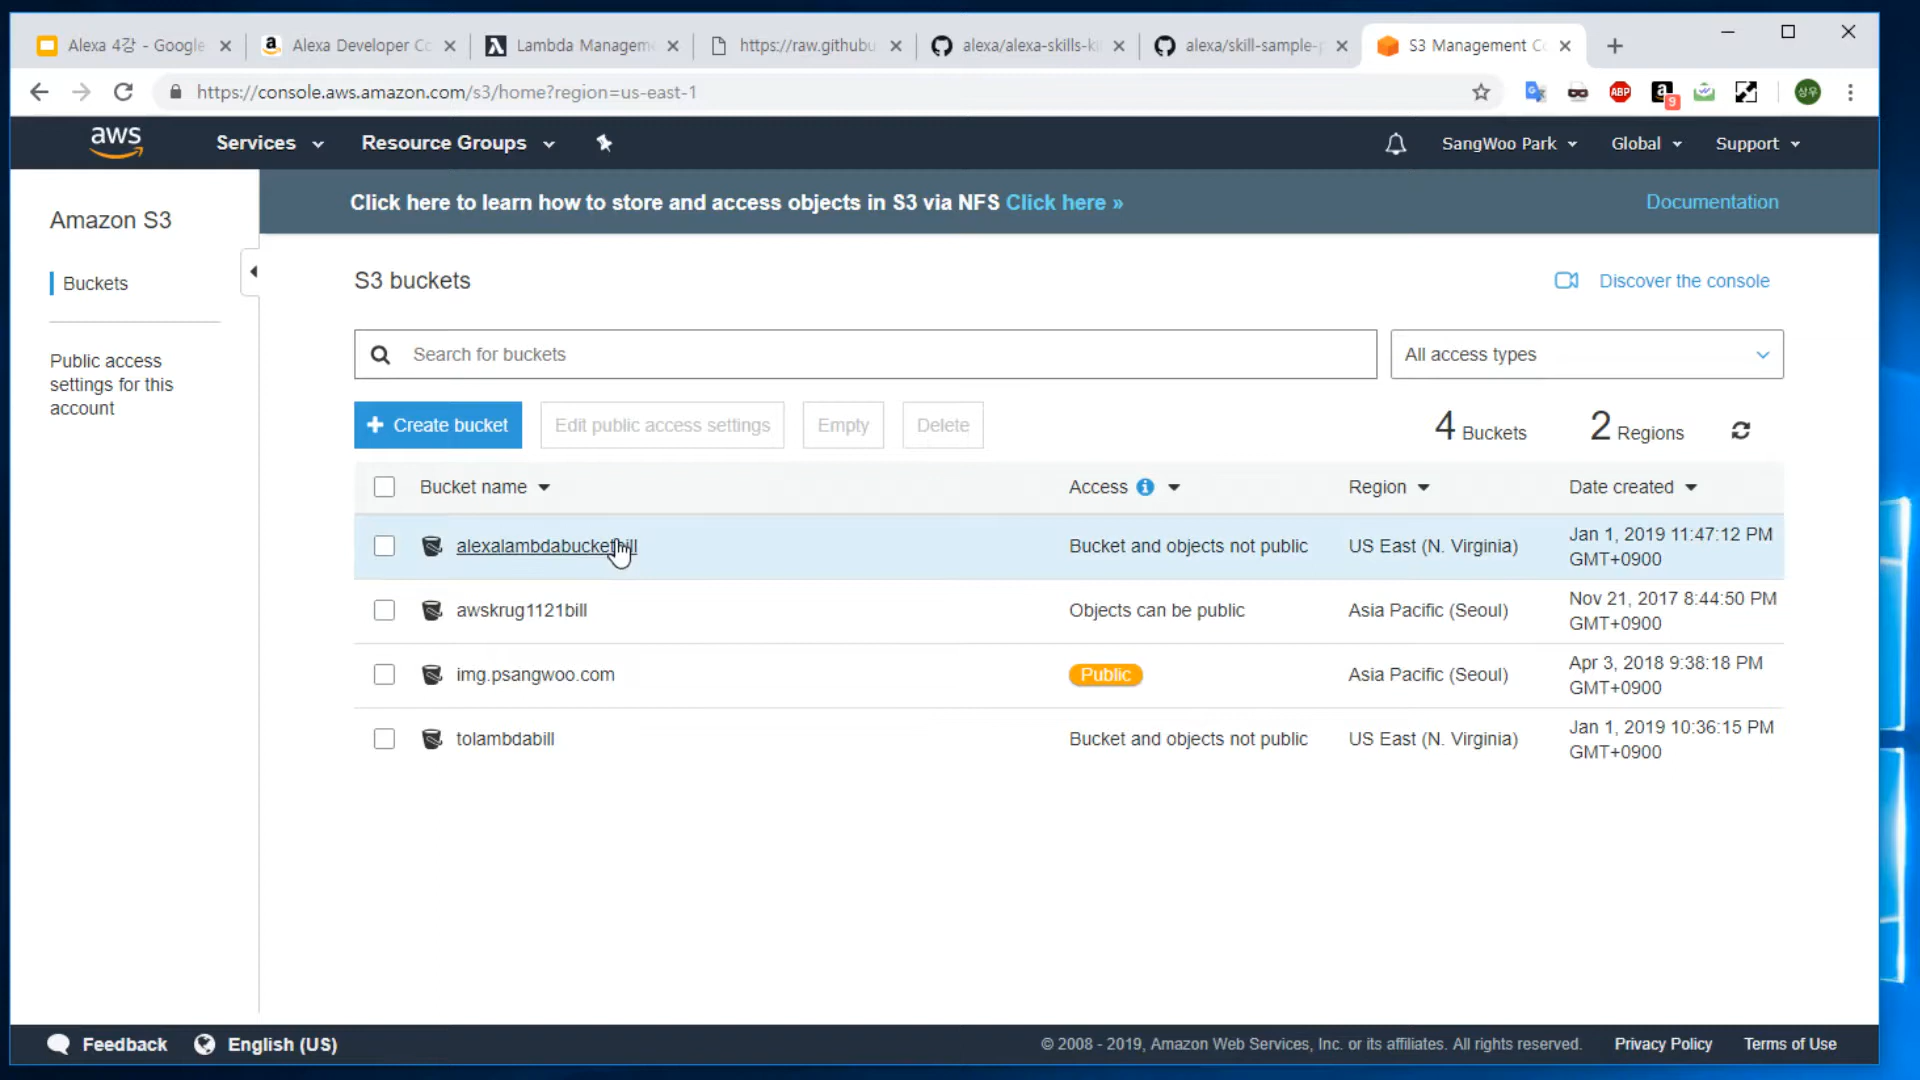 Alexa 4강 - Google
Alexa Developer Co
Lambda Managem
https://raw.githubu
alexa/alexa-skills-ki
alexa/skill-sample-
S3 Management Co
https://console.aws.amazon.com/s3/home?region=us-east-1
ABP
9
상우
aws
Services
Resource Groups
SangWoo Park
Global
Support
Amazon S3
Buckets
Public access
settings for this
account
Click here to learn how to store and access objects in S3 via NFS Click here »
Documentation
S3 buckets
Discover the console
Search for buckets
All access types
+ Create bucket
Edit public access settings
Empty
Delete
4 Buckets
2 Regions
Bucket name
Access
Region
Date created
alexalambdabucketbill
Bucket and objects not public
US East (N. Virginia)
Jan 1, 2019 11:47:12 PM
GMT+0900
awskrug1121bill
Objects can be public
Asia Pacific (Seoul)
Nov 21, 2017 8:44:50 PM
GMT+0900
img.psangwoo.com
Public
Asia Pacific (Seoul)
Apr 3, 2018 9:38:18 PM
GMT+0900
tolambdabill
Bucket and objects not public
US East (N. Virginia)
Jan 1, 2019 10:36:15 PM
GMT+0900
Feedback
English (US)
© 2008 - 2019, Amazon Web Services, Inc. or its affiliates. All rights reserved.
Privacy Policy
Terms of Use